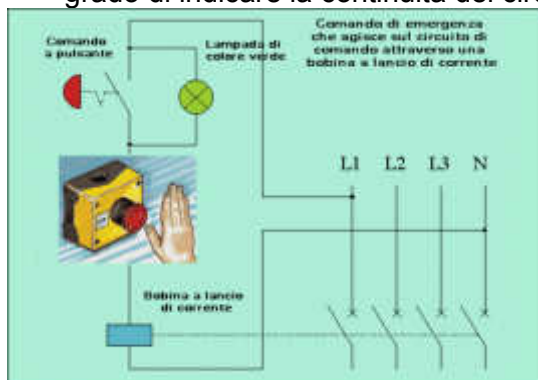 grado di indicare la continuità del circ
Comando
a pulsante
Lampada di
colore verde
Comando di emergenza
che agisce sul circuito di
comando attraverso una
bobina a lancio di corrente
L1 L2 L3 N
Bobina a lancio
di corrente